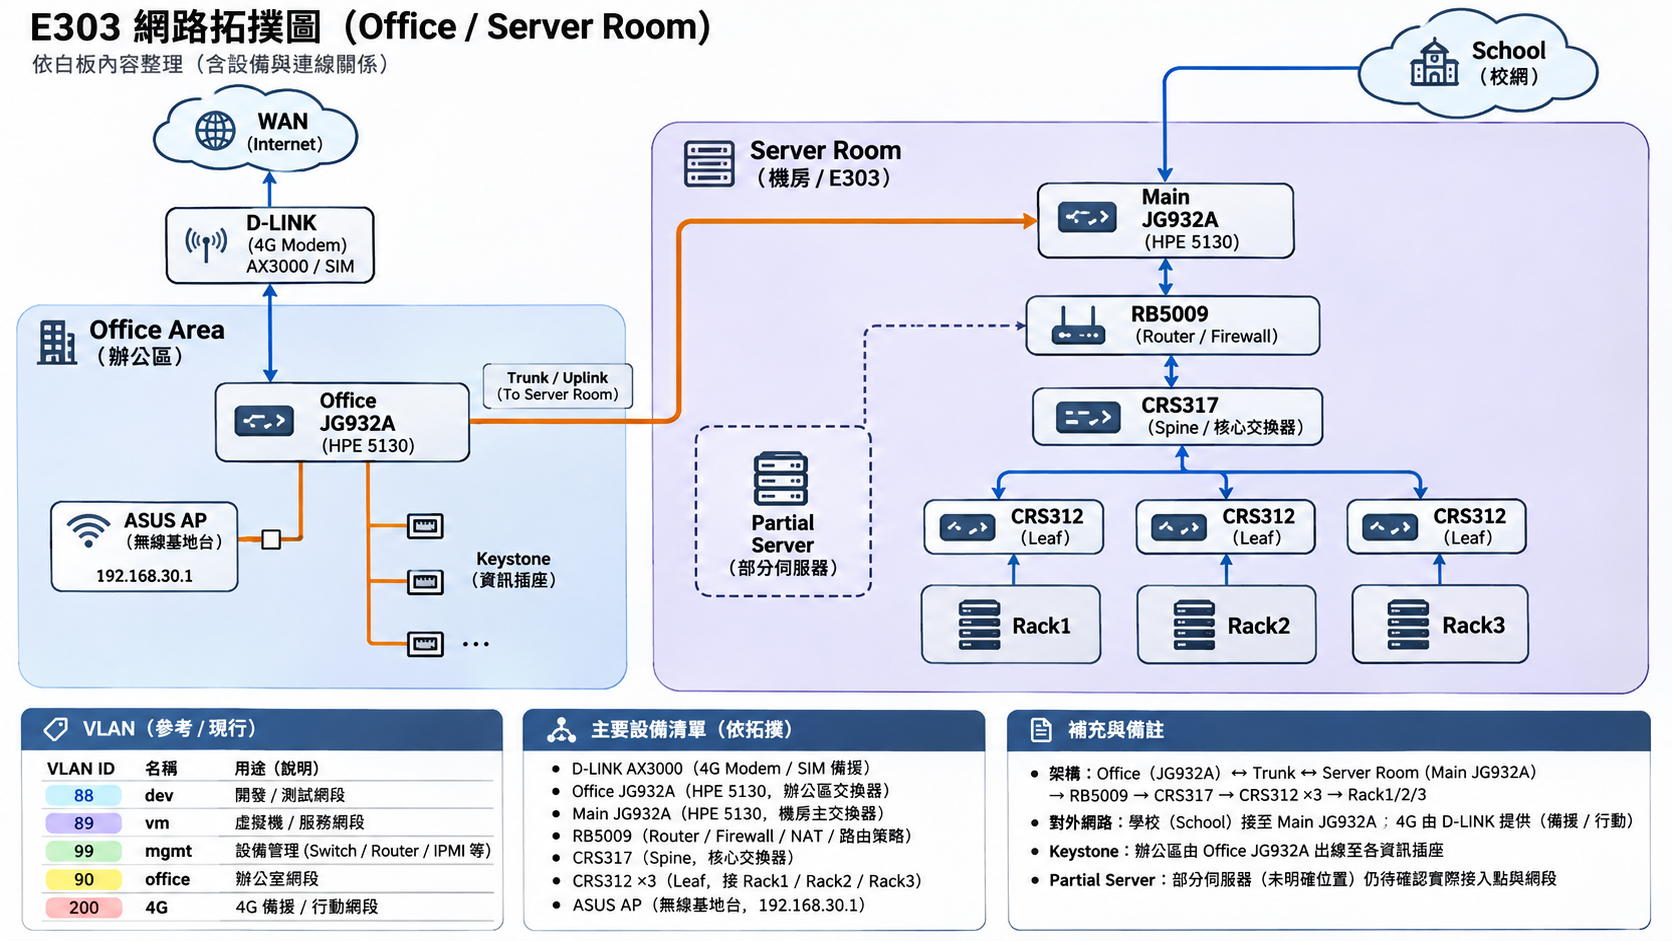 E303 網路拓撲圖（Office / Server Room）
依白板內容整理（含設備與連線關係）
WAN
（Internet）
D-LINK
（4G Modem）
AX3000 / SIM
School
（校網）
Office Area
（辦公區）
Office
JG932A
（HPE 5130）
Trunk / Uplink
（To Server Room）
ASUS AP
（無線基地台）
192.168.30.1
Keystone
（資訊插座）
...
Server Room
（機房 / E303）
Main
JG932A
（HPE 5130）
RB5009
（Router / Firewall）
CRS317
（Spine / 核心交換器）
Partial
Server
（部分伺服器）
CRS312
（Leaf）
CRS312
（Leaf）
CRS312
（Leaf）
Rack1
Rack2
Rack3
VLAN（參考 / 現行）
VLAN ID 名稱 用途（說明）
88 dev 開發 / 測試網段
89 vm 虛擬機 / 服務網段
99 mgmt 設備管理 (Switch / Router / IPMI 等)
90 office 辦公室網段
200 4G 4G 備援 / 行動網段
主要設備清單（依拓撲）
• D-LINK AX3000（4G Modem / SIM 備援）
• Office JG932A（HPE 5130，辦公區交換器）
• Main JG932A（HPE 5130，機房主交換器）
• RB5009（Router / Firewall / NAT / 路由策略）
• CRS317（Spine，核心交換器）
• CRS312 ×3（Leaf，接 Rack1 / Rack2 / Rack3）
• ASUS AP（無線基地台，192.168.30.1）
補充與備註
• 架構：Office（JG932A）↔ Trunk ↔ Server Room (Main JG932A)
→ RB5009 → CRS317 → CRS312 ×3 → Rack1/2/3
• 對外網路：學校（School）接至 Main JG932A；4G 由 D-LINK 提供（備援 / 行動）
• Keystone：辦公區由 Office JG932A 出線至各資訊插座
• Partial Server：部分伺服器（未明確位置）仍待確認實際接入點與網段